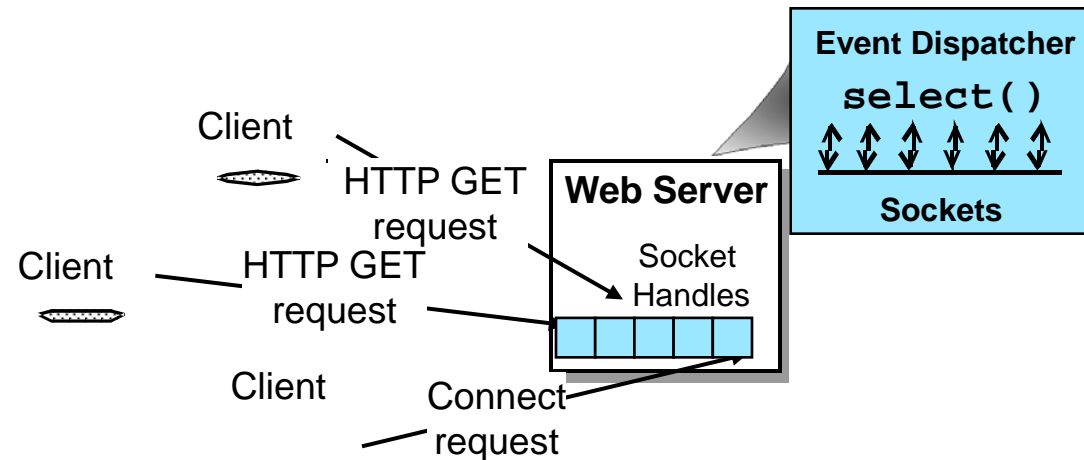 Event Dispatcher
select()
Sockets
Client
HTTP GET
request
Web Server
Socket
Handles
Client
HTTP GET
request
Client
Connect
request